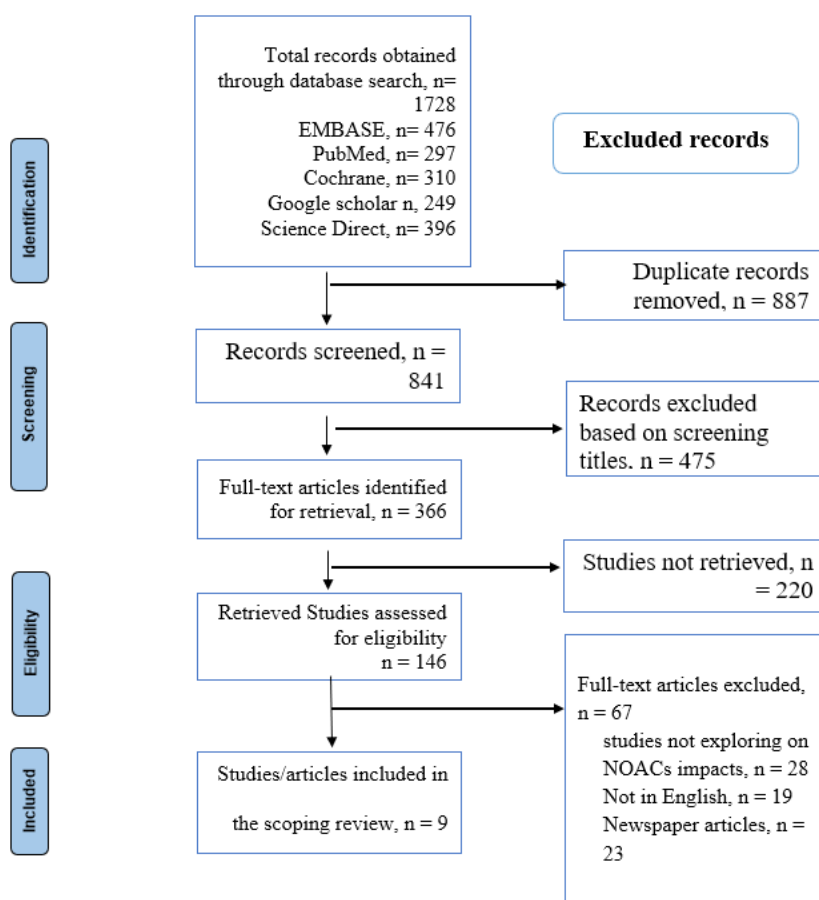 Total records obtained
through database search, n=
1728
EMBASE, n= 476
PubMed, n= 297
Cochrane, n= 310
Google scholar n, 249
Science Direct, n= 396
Excluded records
Identification
Duplicate records
removed, n = 887
Records screened, n =
841
Screening
Records excluded
based on screening
titles. n = 475
Full-text articles identified
for retrieval, n = 366
Studies not retrieved, n
= 220
Retrieved Studies assessed
for eligibility
n = 146
Eligibility
Full-text articles excluded,
n = 67
studies not exploring on
NOACs impacts, n = 28
Not in English, n = 19
Newspaper articles, n =
23
Studies/articles included in
the scoping review, n = 9
Included